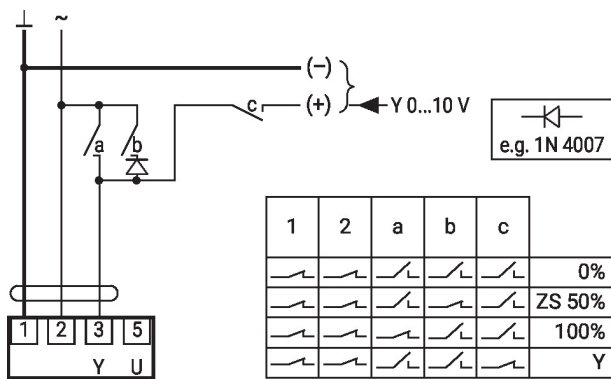 ⊥ ~
(–)
(+) Y 0...10 V
a b c
e.g. 1N 4007
1 2 3 5
Y U
1 2 a b c
0%
ZS 50%
100%
Y